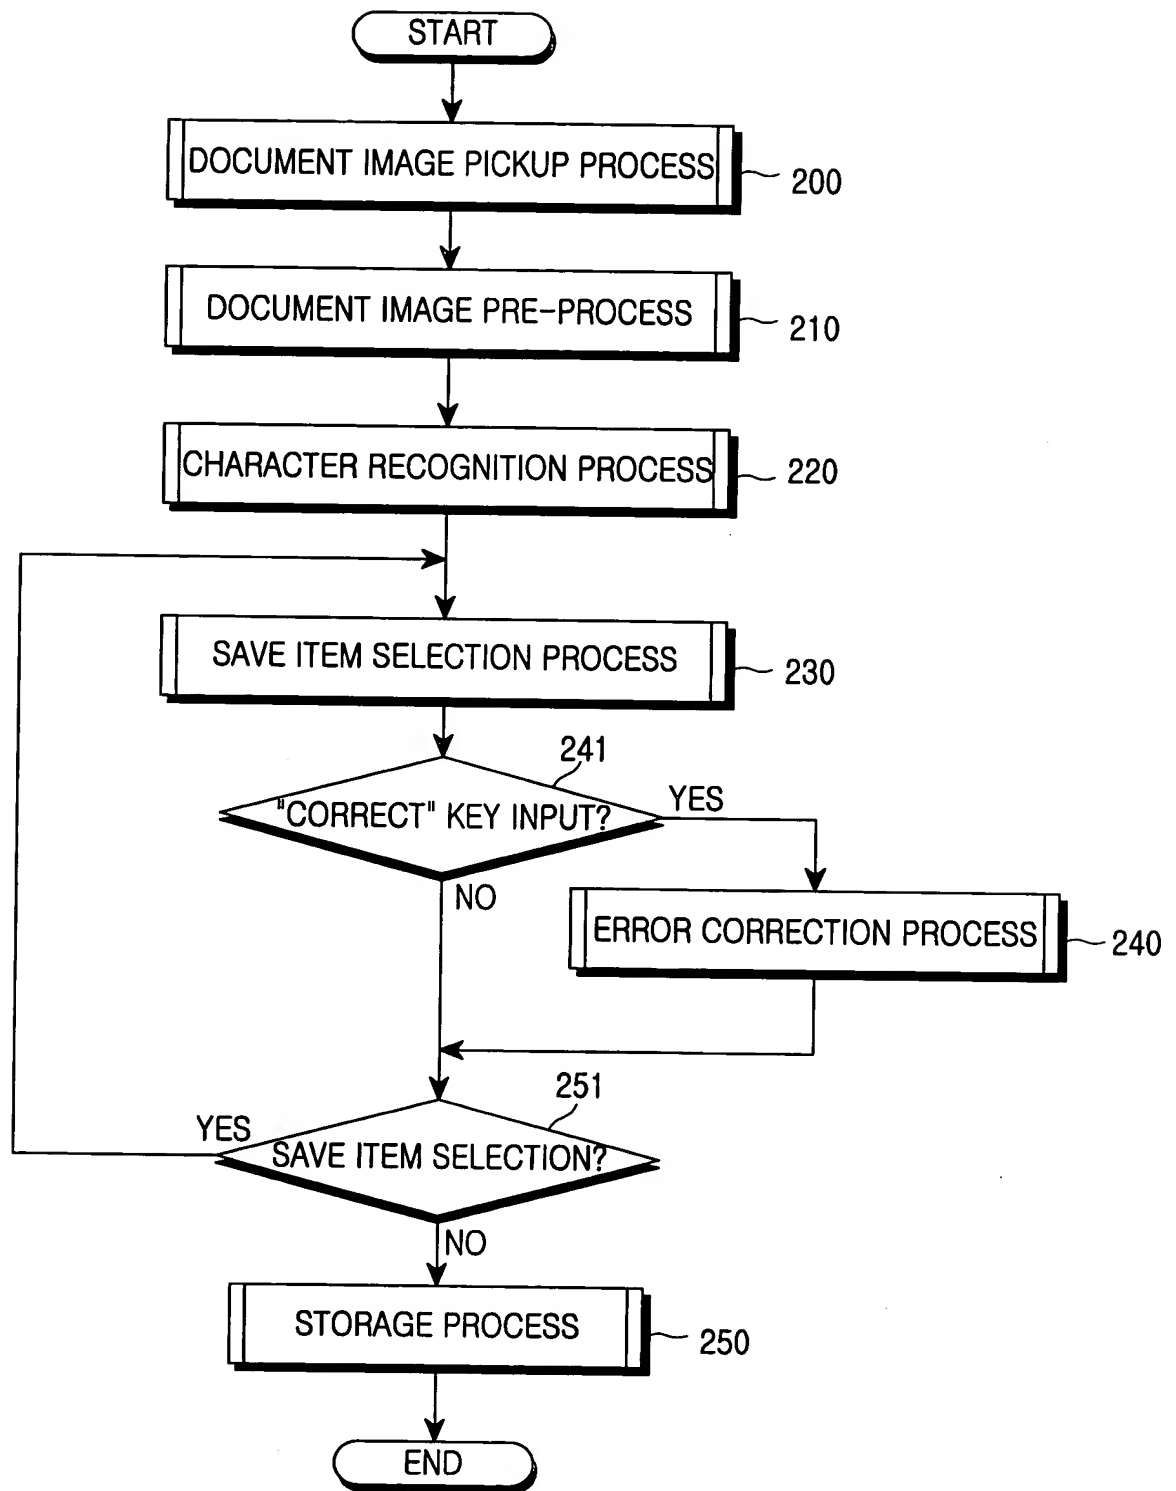 START
DOCUMENT IMAGE PICKUP PROCESS
200
DOCUMENT IMAGE PRE-PROCESS
210
CHARACTER RECOGNITION PROCESS
220
SAVE ITEM SELECTION PROCESS
230
241
"CORRECT" KEY INPUT?
YES
NO
ERROR CORRECTION PROCESS
240
251
YES
SAVE ITEM SELECTION?
NO
STORAGE PROCESS
250
END